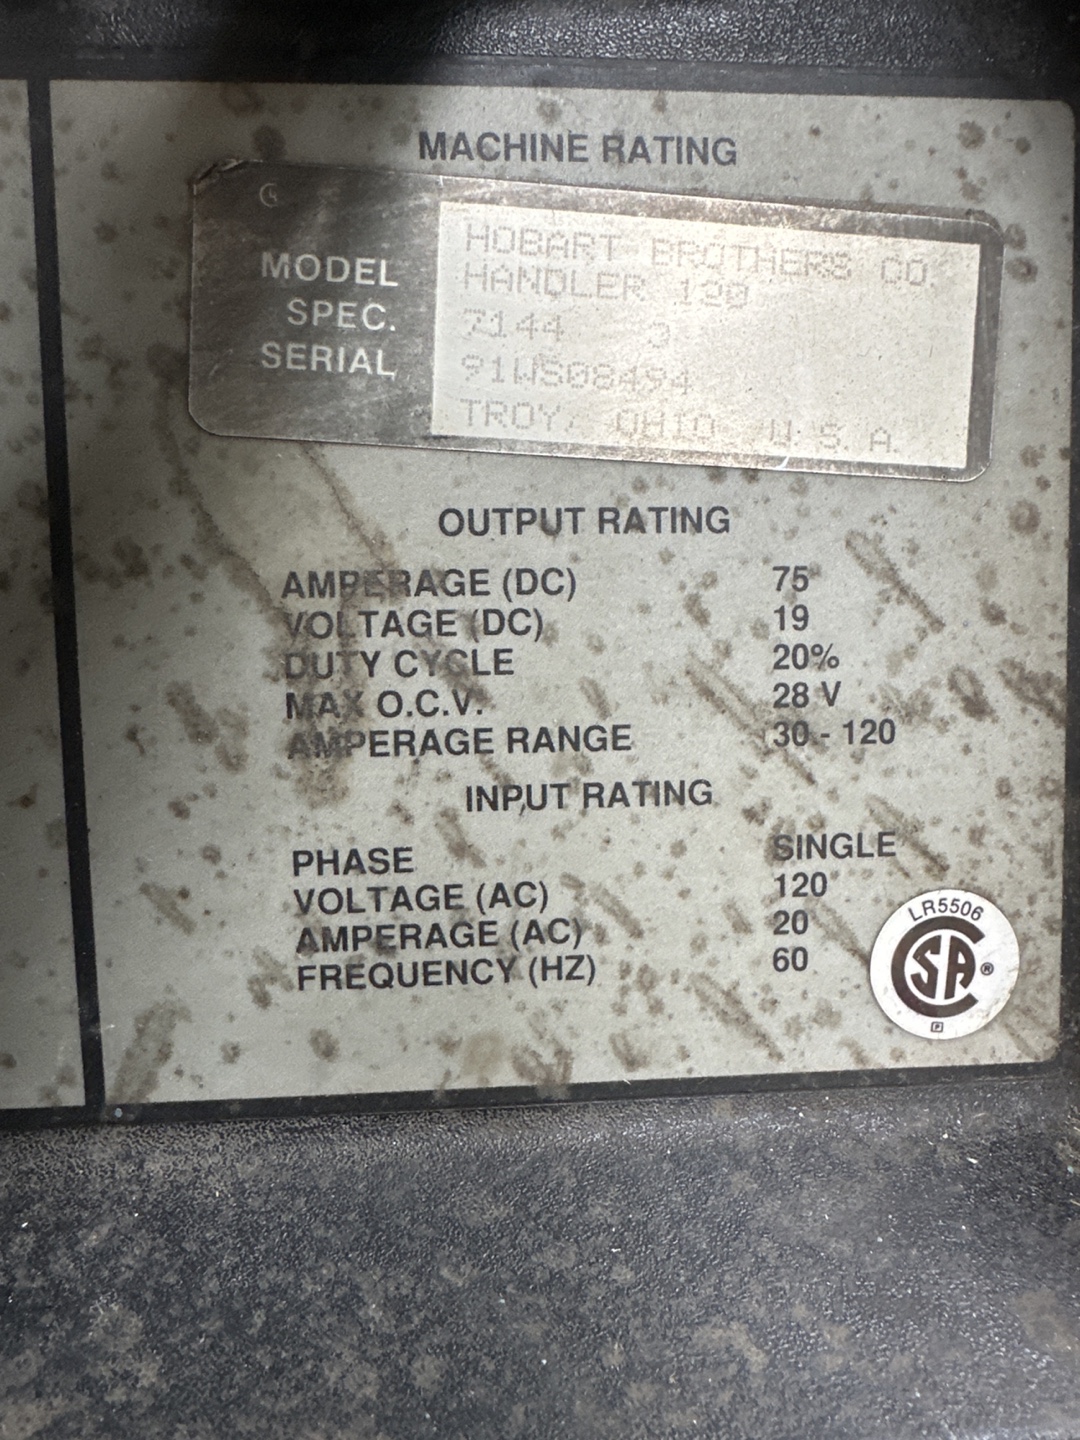 MACHINE RATING
MODEL
SPEC.
SERIAL
HOBART BROTHERS CO.
HANDLER 120
7144 3
91WS08494
TROY, OHIO U.S.A.
OUTPUT RATING
AMPERAGE (DC) 75
VOLTAGE (DC) 19
DUTY CYCLE 20%
MAX O.C.V. 28 V
AMPERAGE RANGE 30 - 120
INPUT RATING
PHASE SINGLE
VOLTAGE (AC) 120
AMPERAGE (AC) 20
FREQUENCY (HZ) 60
LR5506
CSA®